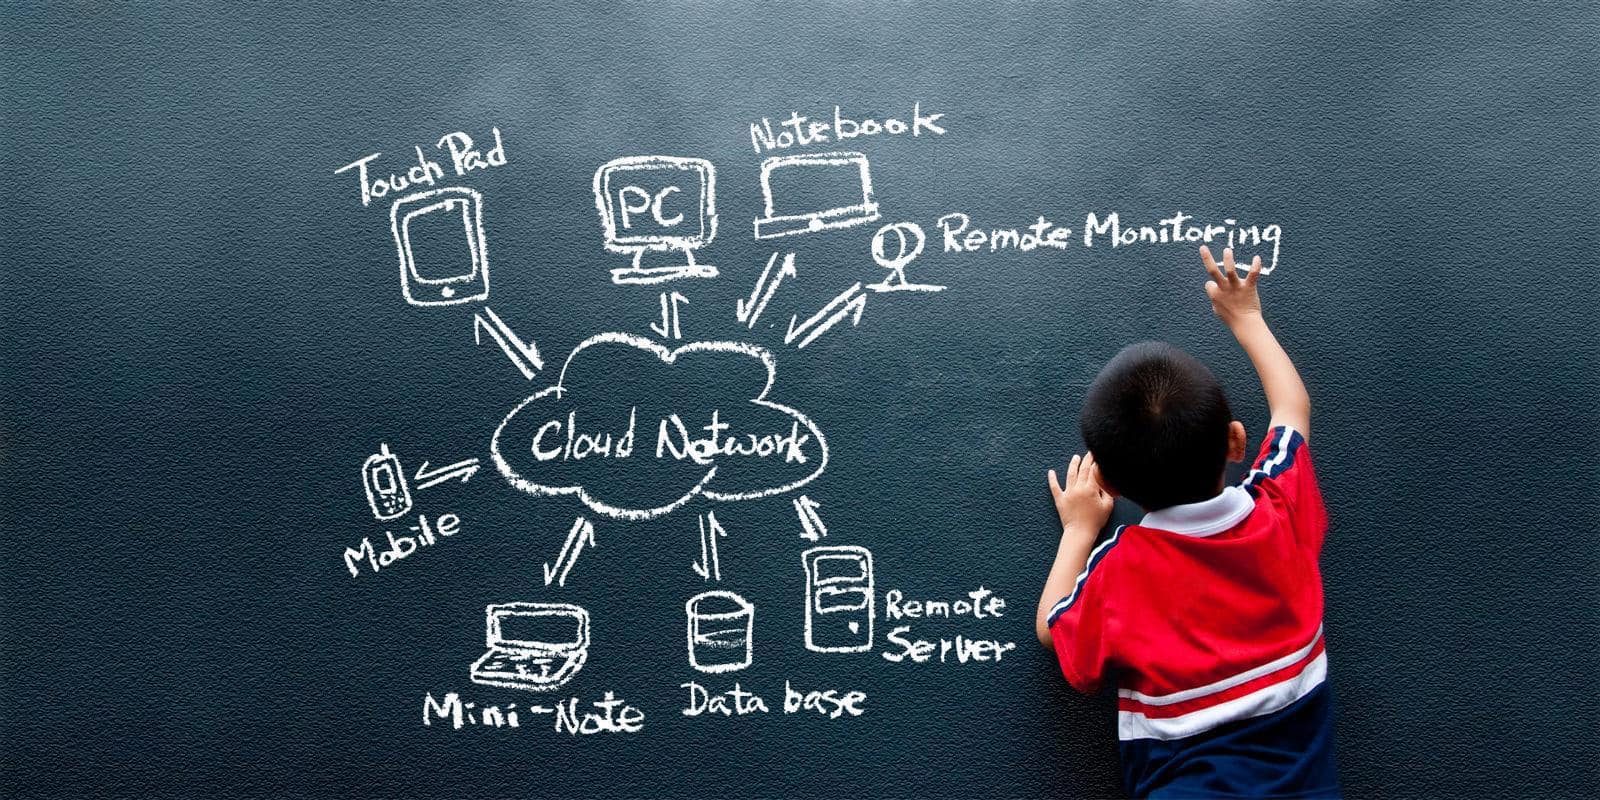 Touch Pad
PC
Notebook
Remote Monitoring
Cloud Network
Mobile
Mini-Note
Data base
Remote
Server